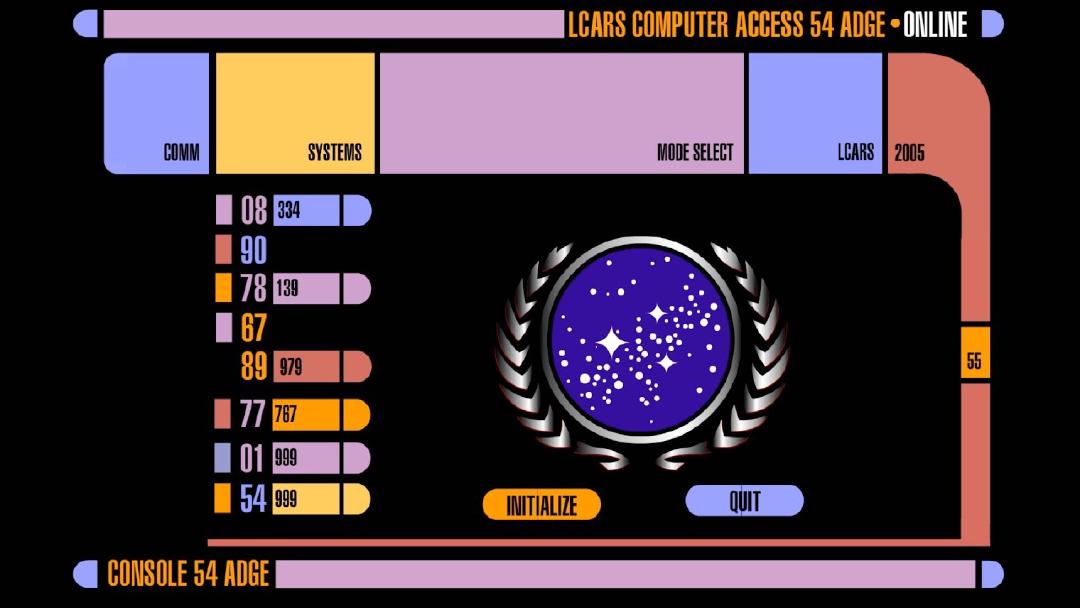 LCARS COMPUTER ACCESS 54 ADGE • ONLINE
COMM SYSTEMS MODE SELECT LCARS 2005
08 334
90
78 139
67
89 979
55
77 767
01 999
54 999
INITIALIZE QUIT
CONSOLE 54 ADGE